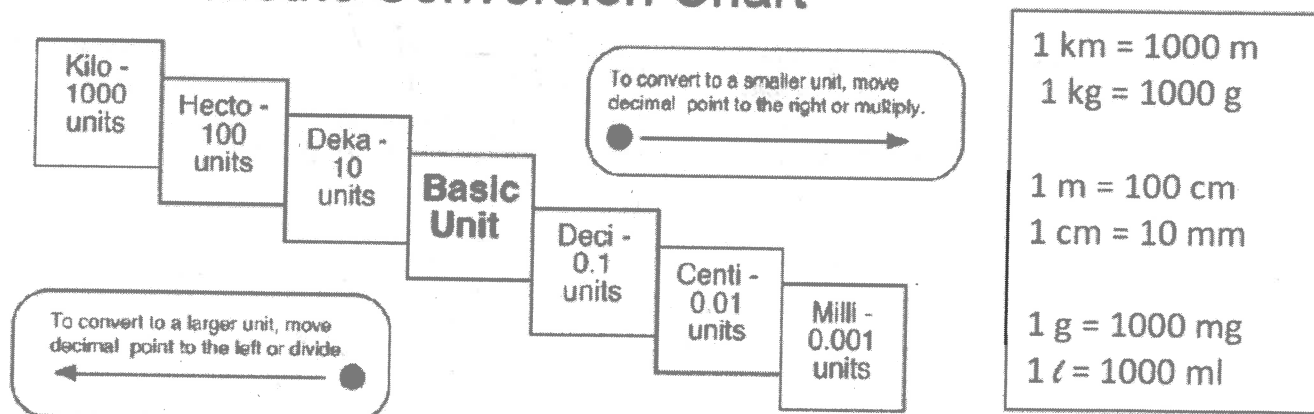 Conversion Chart
Kilo -
1000
units
Hecto -
100
units
Deka -
10
units
Basic
Unit
Deci -
0.1
units
Centi -
0.01
units
Milli -
0.001
units
To convert to a smaller unit, move
decimal point to the right or multiply.
To convert to a larger unit, move
decimal point to the left or divide
1 km = 1000 m
1 kg = 1000 g
1 m = 100 cm
1 cm = 10 mm
1 g = 1000 mg
1 ℓ = 1000 ml